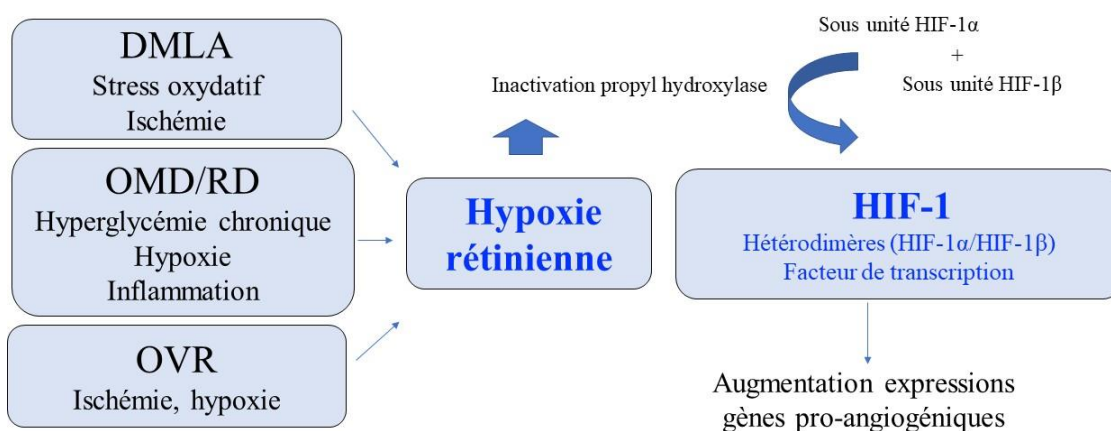 DMLA
Stress oxydatif
Ischémie
OMD/RD
Hyperglycémie chronique
Hypoxie
Inflammation
OVR
Ischémie, hypoxie
Hypoxie
rétinienne
Inactivation propyl hydroxylase
Sous unité HIF-1α
+
Sous unité HIF-1β
HIF-1
Hétérodimères (HIF-1α/HIF-1β)
Facteur de transcription
Augmentation expressions
gènes pro-angiogéniques